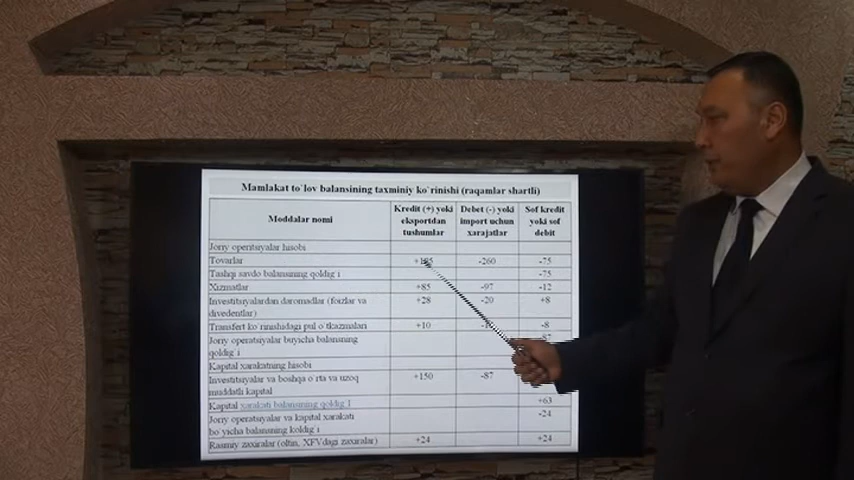 Mamlakat to`lov balansining taxminiy ko`rinishi (raqamlar shartli)
Moddalar nomi
Kredit (+) yoki
eksportdan
tushumlar
Debet (-) yoki
import uchun
xarajatlar
Sof kredit
yoki sof
debit
Joriy operitsiyalar hisobi
Tovarlar +185 -260 -75
Tashqi savdo balansining qoldig`i -75
Xizmatlar +85 -97 -12
Investitsiyalardan daromadlar (foizlar va
dividentlar) +28 -20 +8
Transfert ko`rinishidagi pul o`tkazmalari +10 -8
Joriy operatsiyalar buyicha balansining
qoldig`i -87
Kapital xarakatning hisobi
Investitsiyalar va boshqa o`rta va uzoq
muddatli kapital +150 -87
Kapital xarakati balansining qoldig`I +63
Joriy operatsiyalar va kapital xarakati
bo`yicha balansning koldig`i -24
Rasmiy zaxiralar (oltin, XFVdagi zaxiralar) +24 +24